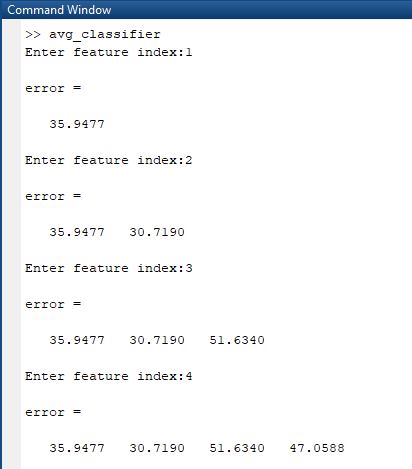 Command Window
>> avg_classifier
Enter feature index:1
error =
35.9477
Enter feature index:2
error =
35.9477 30.7190
Enter feature index:3
error =
35.9477 30.7190 51.6340
Enter feature index:4
error =
35.9477 30.7190 51.6340 47.0588